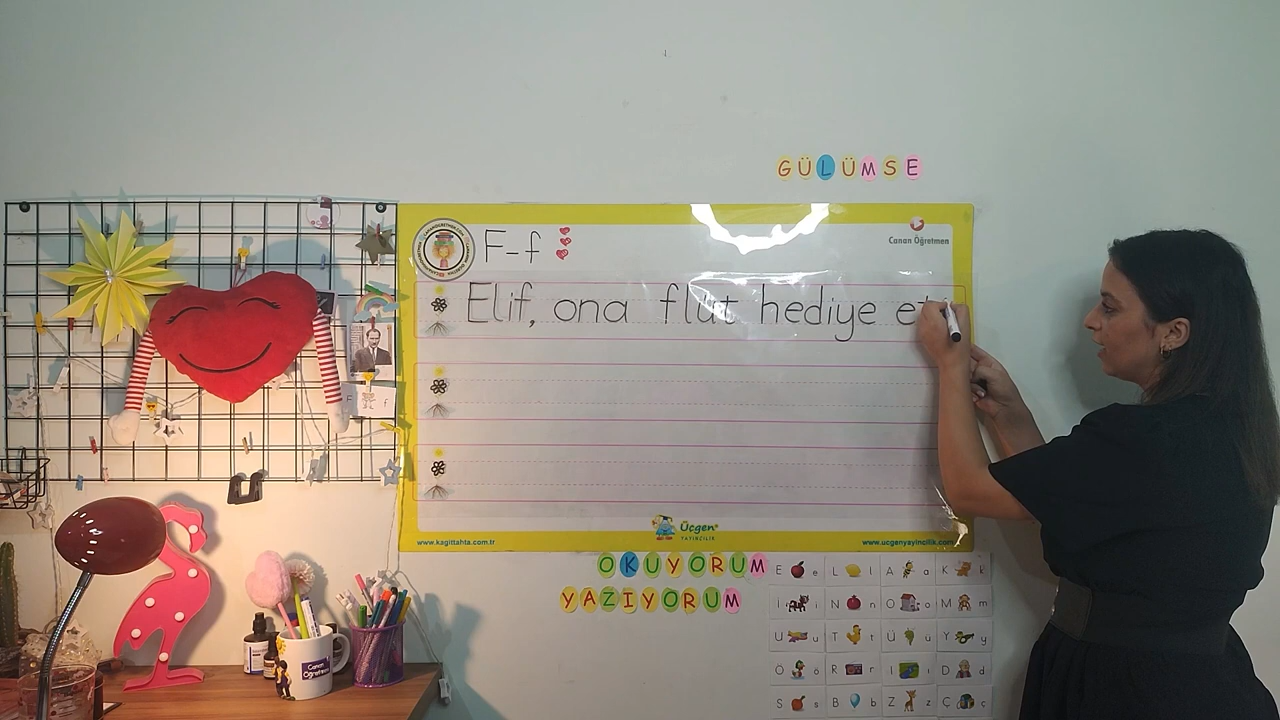 GÜLÜMSE
F-f
Canan Öğretmen
Elif, ona flüt hediye et
www.kagittahta.com.tr
Üçgen
YAYINCILIK
www.ucgenyayincilik.com
OKUYORUM
YAZIYORUM
E e L l A a K k
İ i N n O o M m
U u T t Ü ü Y y
Ö ö R r I ı D d
S s B b Z z Ç ç
F f
Canan Öğretmen